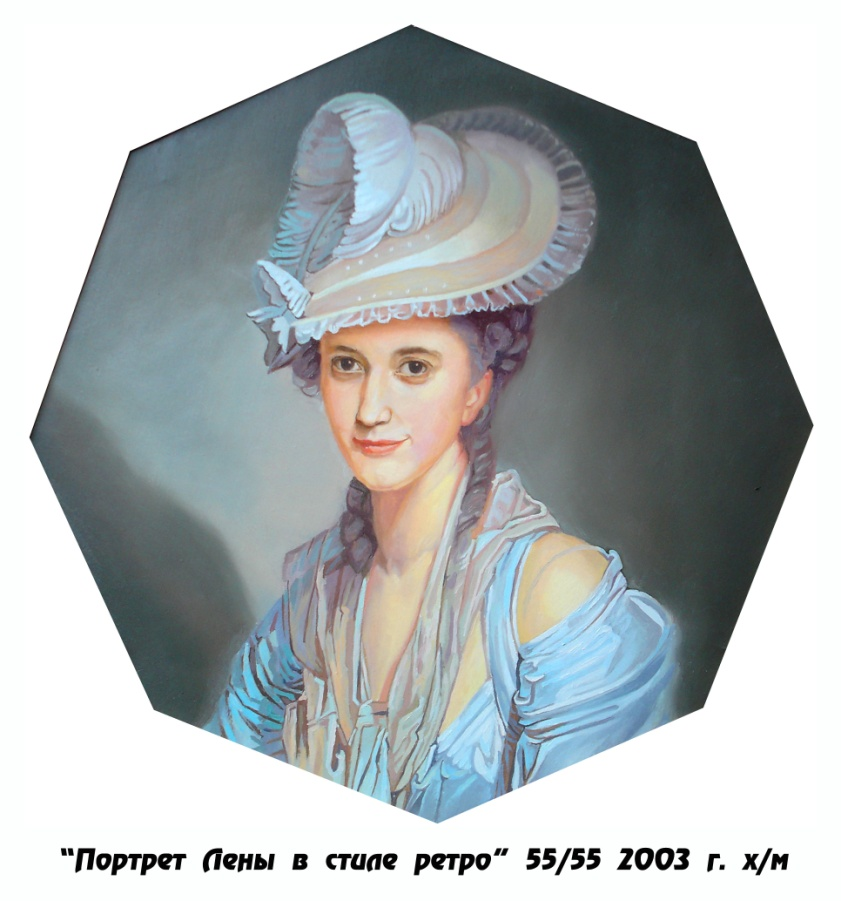 “Портрет Лены в стиле ретро” 55/55 2003 г. х/м